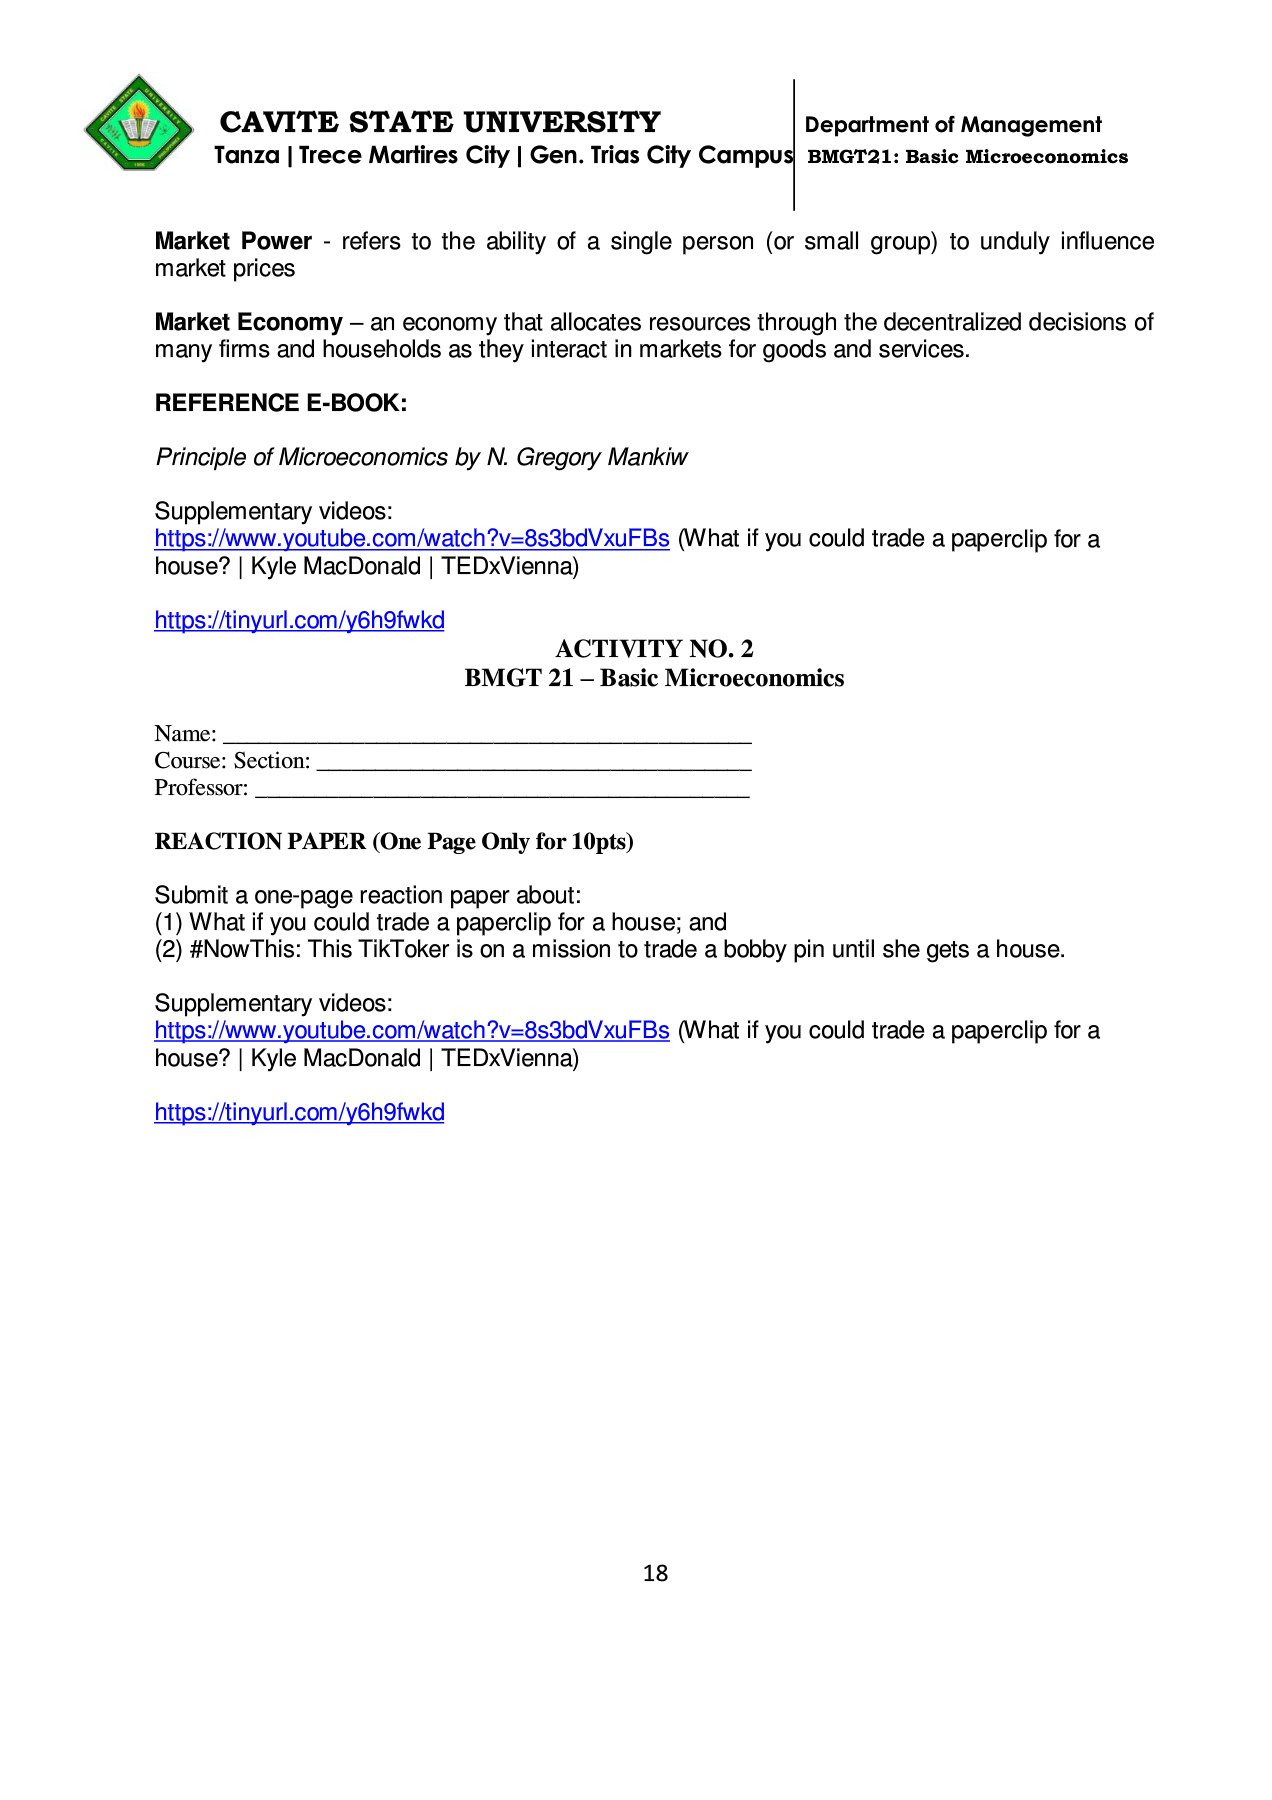 CAVITE STATE UNIVERSITY
Tanza | Trece Martires City | Gen. Trias City Campus
Department of Management
BMGT21: Basic Microeconomics
Market Power - refers to the ability of a single person (or small group) to unduly influence
market prices
Market Economy – an economy that allocates resources through the decentralized decisions of
many firms and households as they interact in markets for goods and services.
REFERENCE E-BOOK:
Principle of Microeconomics by N. Gregory Mankiw
Supplementary videos:
https://www.youtube.com/watch?v=8s3bdVxuFBs (What if you could trade a paperclip for a
house? | Kyle MacDonald | TEDxVienna)
https://tinyurl.com/y6h9fwkd
ACTIVITY NO. 2
BMGT 21 – Basic Microeconomics
Name: ___________________________________________
Course: Section: ___________________________________
Professor: ________________________________________
REACTION PAPER (One Page Only for 10pts)
Submit a one-page reaction paper about:
(1) What if you could trade a paperclip for a house; and
(2) #NowThis: This TikToker is on a mission to trade a bobby pin until she gets a house.
Supplementary videos:
https://www.youtube.com/watch?v=8s3bdVxuFBs (What if you could trade a paperclip for a
house? | Kyle MacDonald | TEDxVienna)
https://tinyurl.com/y6h9fwkd
18